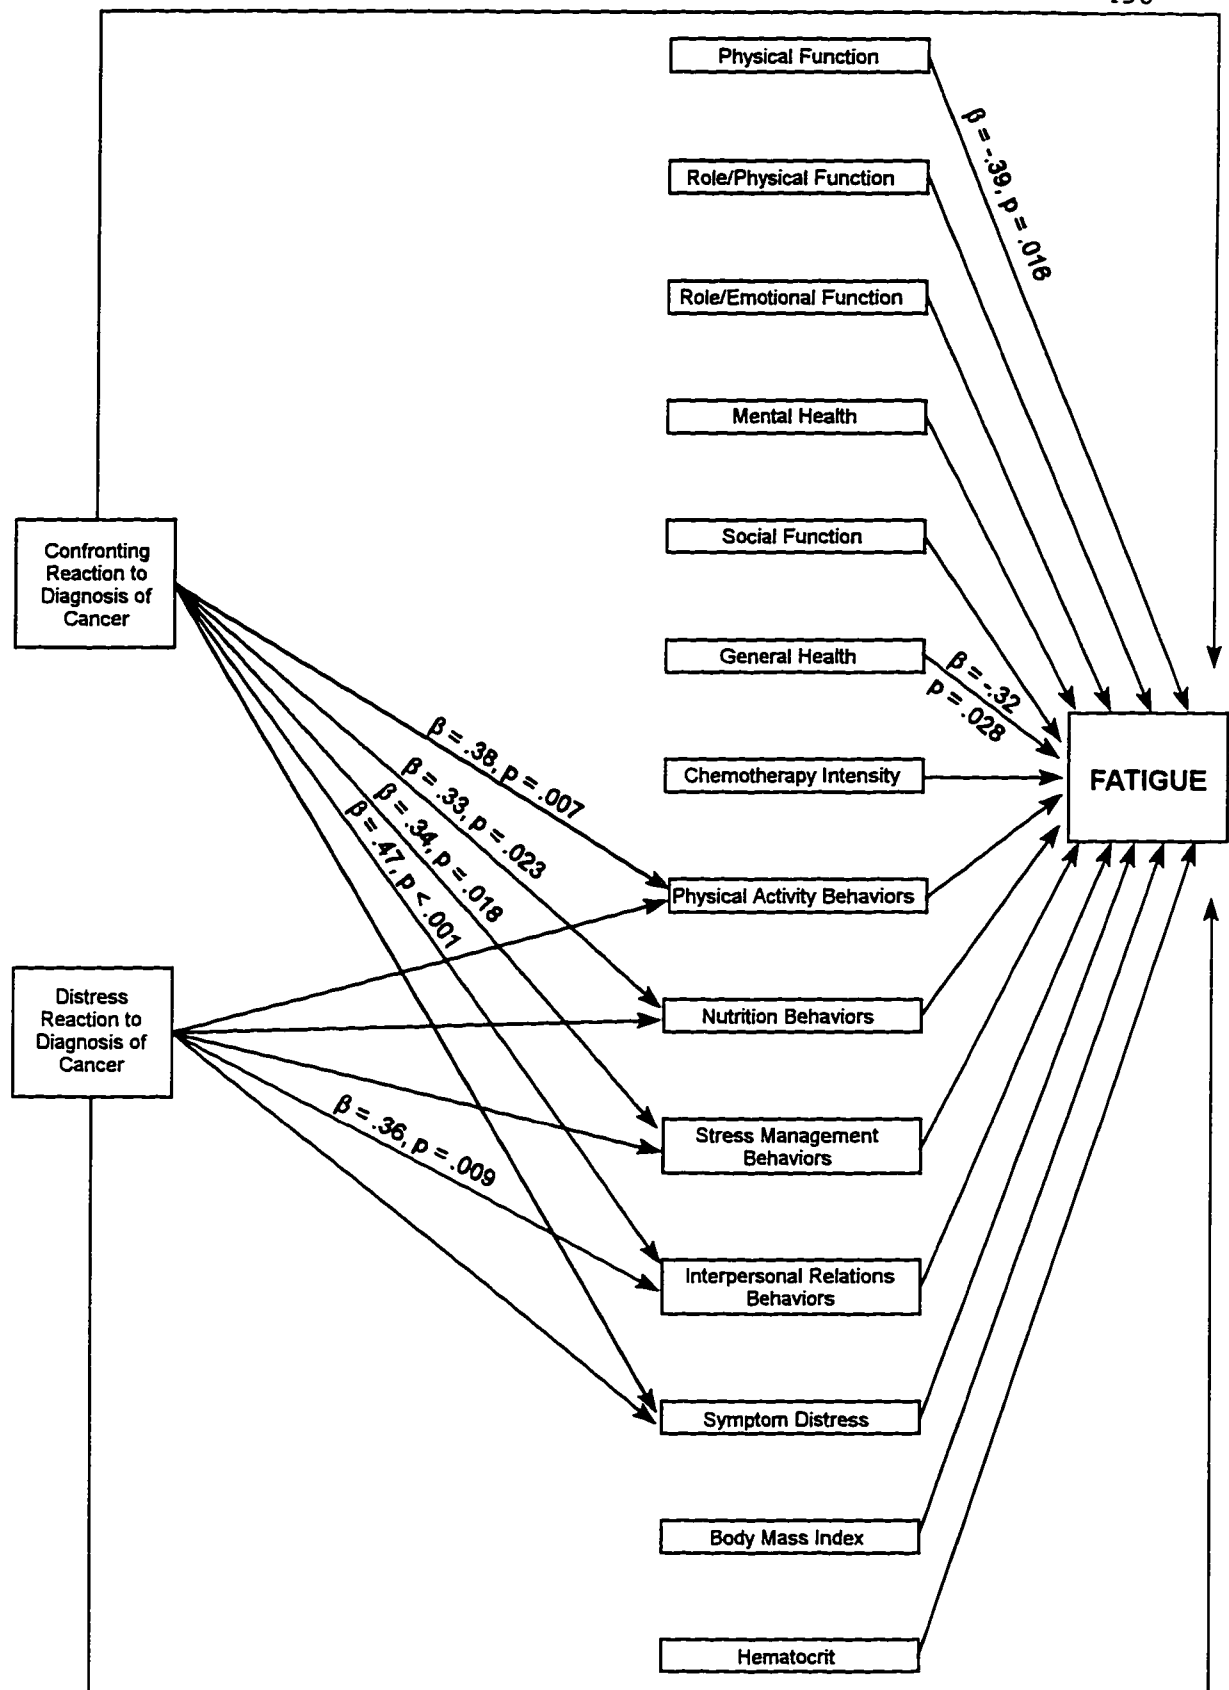 Physical Function
β = -.39, p = .016
Role/Physical Function
Role/Emotional Function
Mental Health
Confronting
Reaction to
Diagnosis of
Cancer
Social Function
General Health
β = -.32
p = .028
β = .38, p = .007
β = .33, p = .023
β = .34, p = .018
β = .47, p < .001
Chemotherapy Intensity
FATIGUE
Physical Activity Behaviors
Distress
Reaction to
Diagnosis of
Cancer
Nutrition Behaviors
β = .36, p = .009
Stress Management
Behaviors
Interpersonal Relations
Behaviors
Symptom Distress
Body Mass Index
Hematocrit